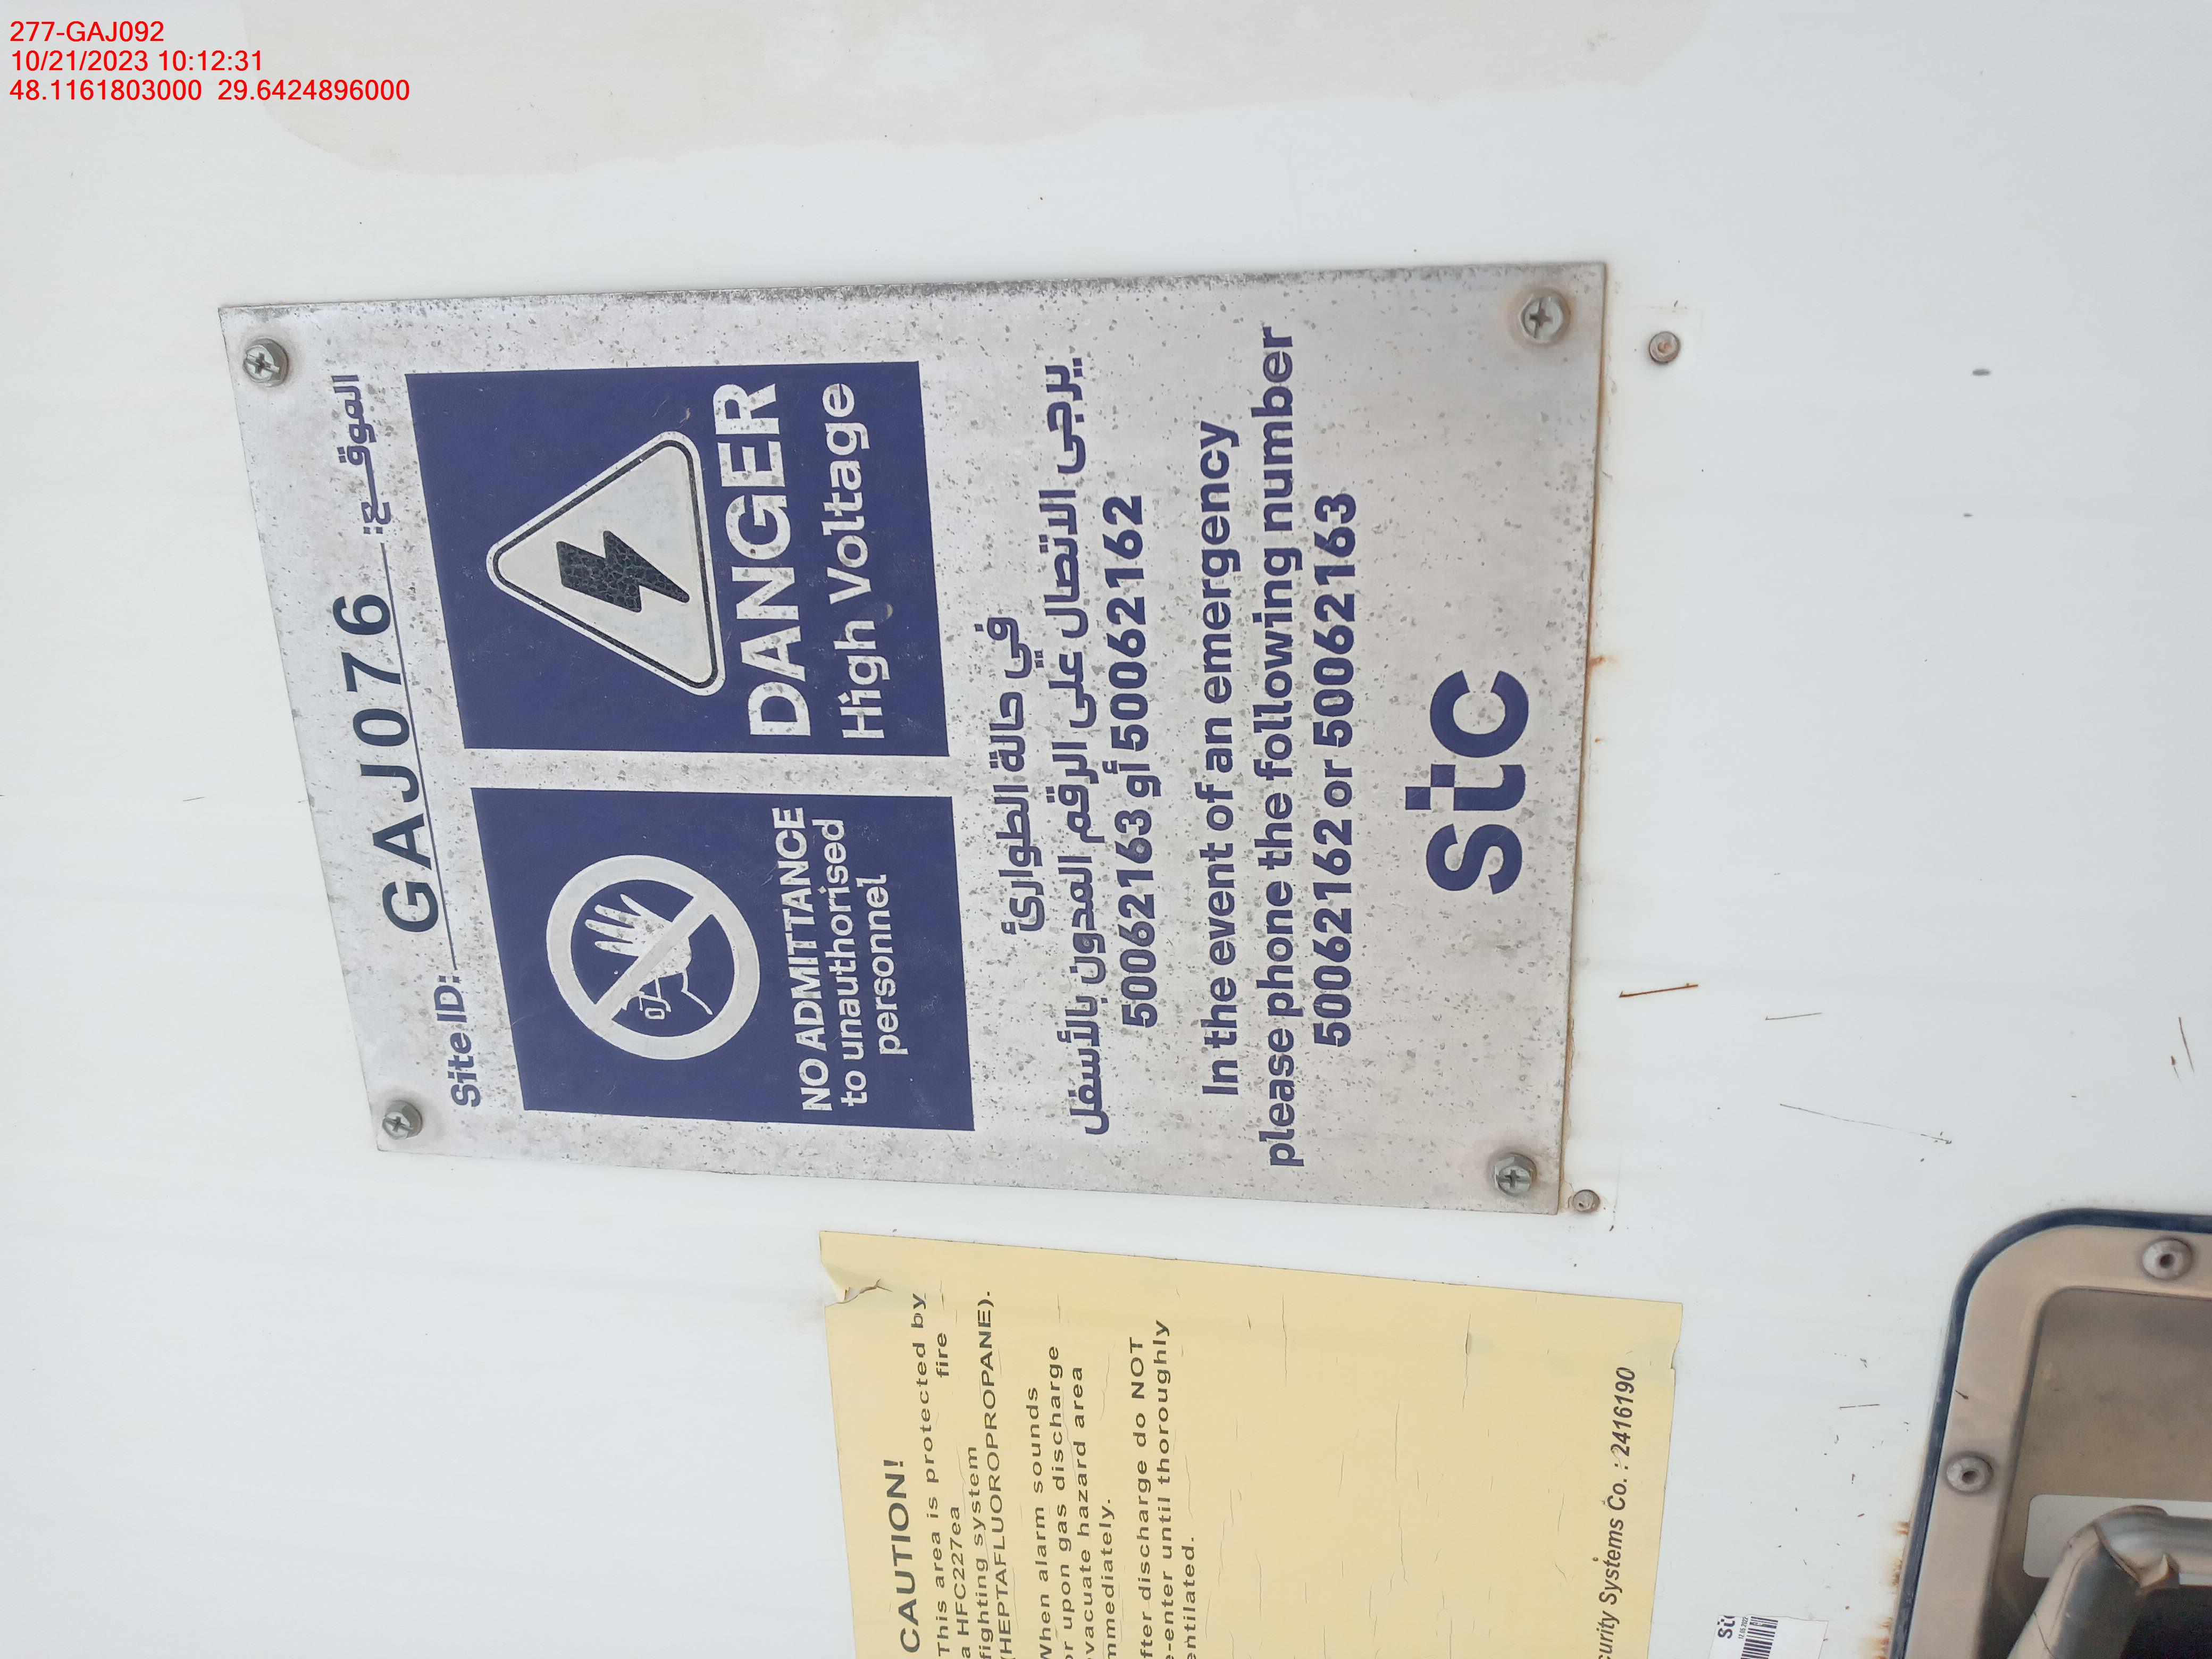 277-GAJ092
10/21/2023 10:12:31
48.1161803000 29.6424896000
Site ID: GAJ076 الموقـــع:
NO ADMITTANCE
to unauthorised
personnel
DANGER
High Voltage
في حالة الطوارئ
يرجى الاتصال على الرقم المدون بالأسفل
50062163 أو 50062162
In the event of an emergency
please phone the following number
50062162 or 50062163
stc
CAUTION!
This area is protected by
a HFC227ea fire
fighting system
(HEPTAFLUOROPROPANE).
When alarm sounds
or upon gas discharge
evacuate hazard area
immediately.
After discharge do NOT
re-enter until thoroughly
ventilated.
curity Systems Co. : 2416190